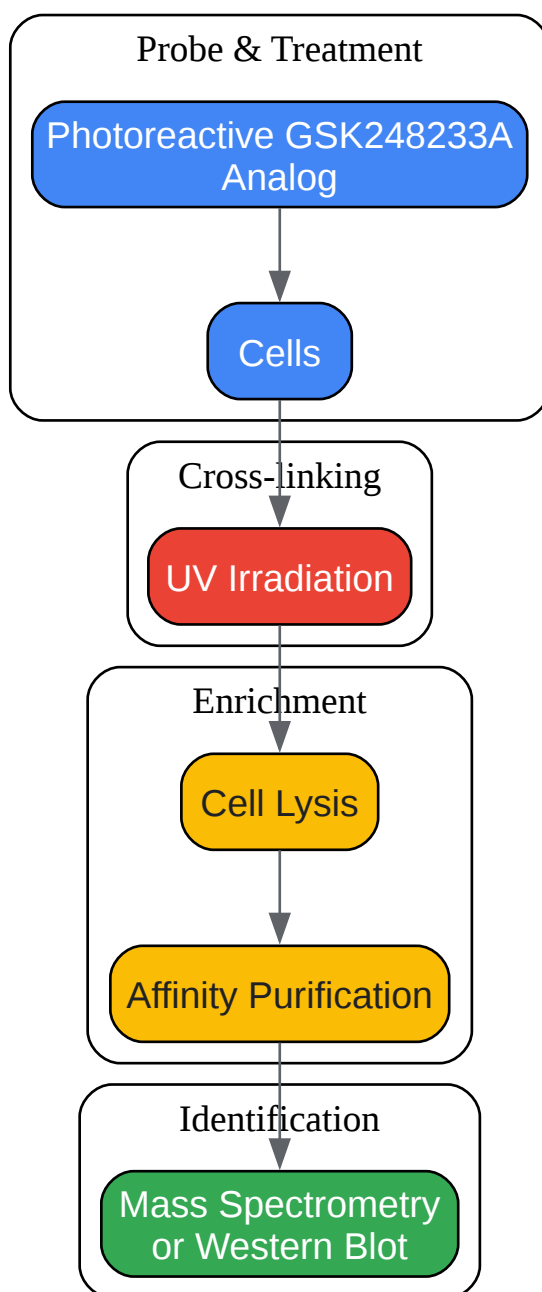 Probe & Treatment
Photoreactive GSK248233A
Analog
Cells
Cross-linking
UV Irradiation
Enrichment
Cell Lysis
Affinity Purification
Identification
Mass Spectrometry
or Western Blot